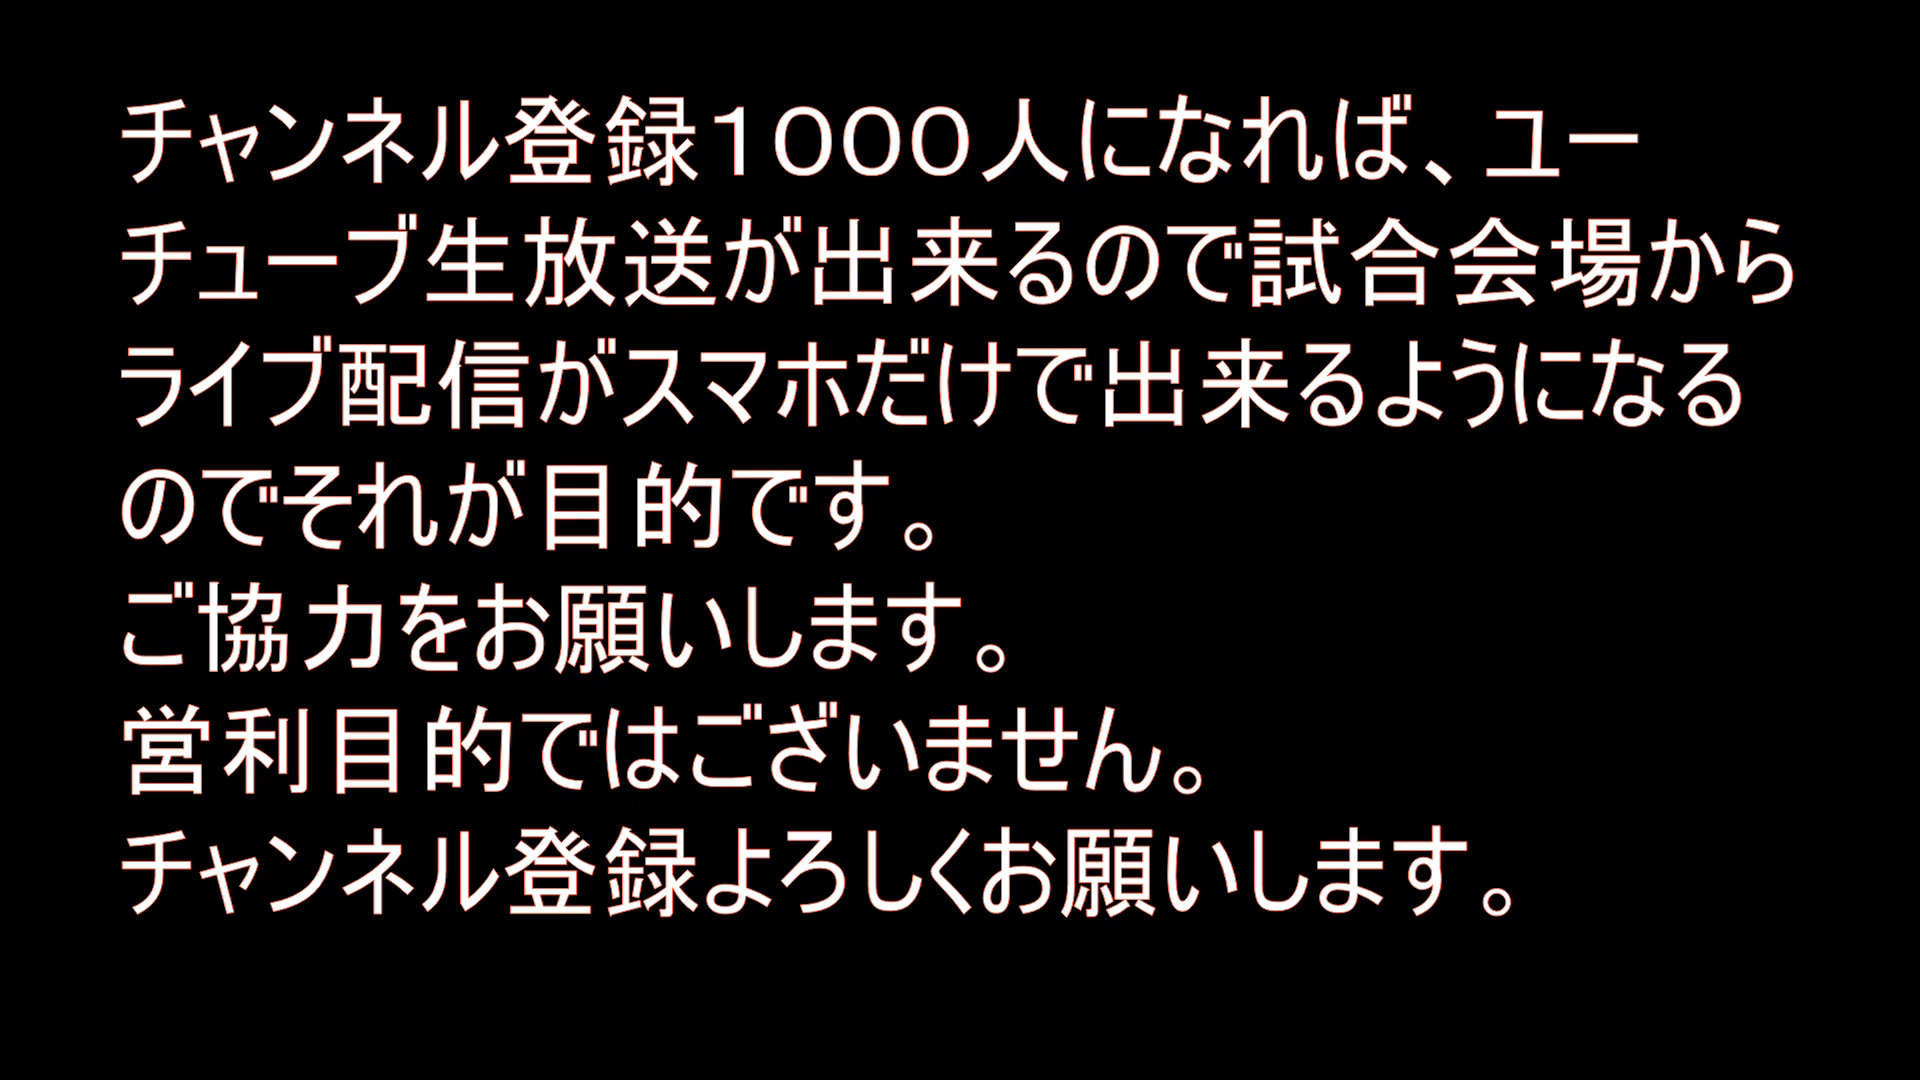 チャンネル登録１０００人になれば、ユー
チューブ生放送が出来るので試合会場から
ライブ配信がスマホだけで出来るようになる
のでそれが目的です。
ご協力をお願いします。
営利目的ではございません。
チャンネル登録よろしくお願いします。